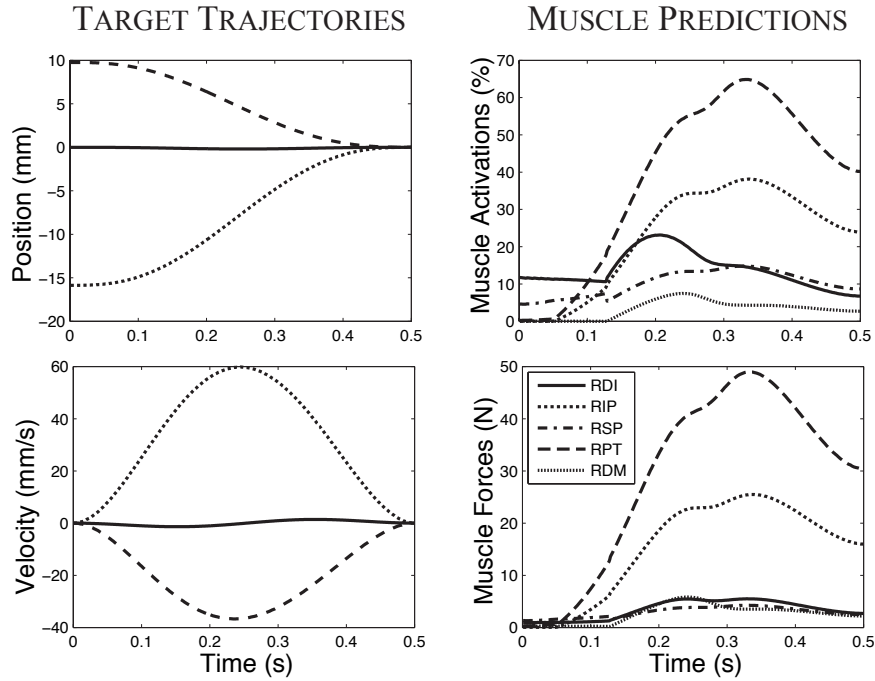 TARGET TRAJECTORIES
MUSCLE PREDICTIONS
10
5
0
−5
−10
−15
−20
Position (mm)
0 0.1 0.2 0.3 0.4 0.5
70
60
50
40
30
20
10
0
Muscle Activations (%)
0 0.1 0.2 0.3 0.4 0.5
60
40
20
0
−20
−40
Velocity (mm/s)
0 0.1 0.2 0.3 0.4 0.5
Time (s)
50
40
30
20
10
0
Muscle Forces (N)
RDI
RIP
RSP
RPT
RDM
0 0.1 0.2 0.3 0.4 0.5
Time (s)